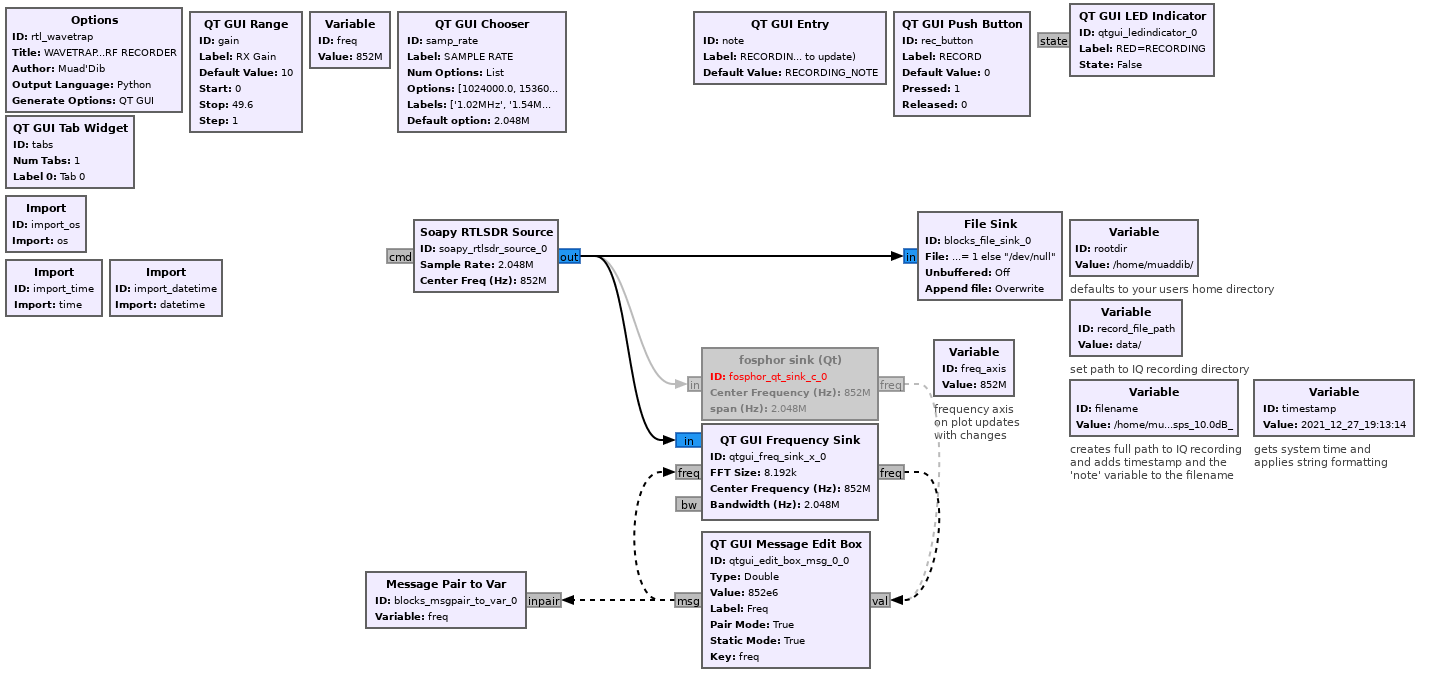 Options
ID: rtl_wavetrap
Title: WAVETRAP...RF RECORDER
Author: Muad'Dib
Output Language: Python
Generate Options: QT GUI
QT GUI Range
ID: gain
Label: RX Gain
Default Value: 10
Start: 0
Stop: 49.6
Step: 1
Variable
ID: freq
Value: 852M
QT GUI Chooser
ID: samp_rate
Label: SAMPLE RATE
Num Options: List
Options: [1024000.0, 15360...
Labels: ['1.02MHz', '1.54M...
Default option: 2.048M
QT GUI Entry
ID: note
Label: RECORDIN... to update)
Default Value: RECORDING_NOTE
QT GUI Push Button
ID: rec_button
Label: RECORD
Default Value: 0
Pressed: 1
Released: 0
state
QT GUI LED Indicator
ID: qtgui_ledindicator_0
Label: RED=RECORDING
State: False
QT GUI Tab Widget
ID: tabs
Num Tabs: 1
Label 0: Tab 0
Import
ID: import_os
Import: os
Import
ID: import_time
Import: time
Import
ID: import_datetime
Import: datetime
cmd
Soapy RTLSDR Source
ID: soapy_rtlsdr_source_0
Sample Rate: 2.048M
Center Freq (Hz): 852M
out
in
File Sink
ID: blocks_file_sink_0
File: ...= 1 else "/dev/null"
Unbuffered: Off
Append file: Overwrite
Variable
ID: rootdir
Value: /home/muaddib/
defaults to your users home directory
Variable
ID: record_file_path
Value: data/
set path to IQ recording directory
in
fosphor sink (Qt)
ID: fosphor_qt_sink_c_0
Center Frequency (Hz): 852M
span (Hz): 2.048M
freq
Variable
ID: freq_axis
Value: 852M
frequency axis
on plot updates
with changes
Variable
ID: filename
Value: /home/mu...sps_10.0dB_
creates full path to IQ recording
and adds timestamp and the
'note' variable to the filename
Variable
ID: timestamp
Value: 2021_12_27_19:13:14
gets system time and
applies string formatting
in
freq
bw
QT GUI Frequency Sink
ID: qtgui_freq_sink_x_0
FFT Size: 8.192k
Center Frequency (Hz): 852M
Bandwidth (Hz): 2.048M
freq
Message Pair to Var
ID: blocks_msgpair_to_var_0
Variable: freq
inpair
msg
QT GUI Message Edit Box
ID: qtgui_edit_box_msg_0_0
Type: Double
Value: 852e6
Label: Freq
Pair Mode: True
Static Mode: True
Key: freq
val